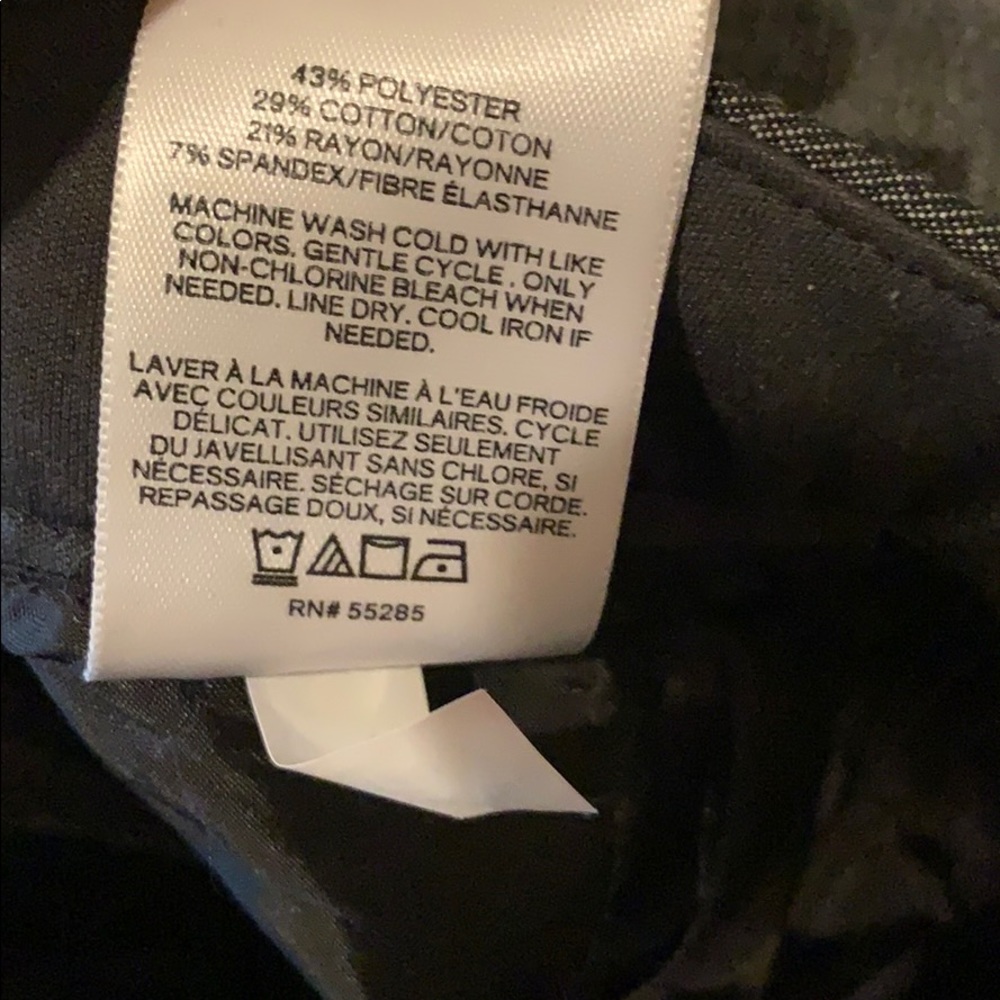 43% POLYESTER
29% COTTON/COTON
21% RAYON/RAYONNE
7% SPANDEX/FIBRE ÉLASTHANNE
MACHINE WASH COLD WITH LIKE
COLORS. GENTLE CYCLE. ONLY
NON-CHLORINE BLEACH WHEN
NEEDED. LINE DRY. COOL IRON IF
NEEDED.
LAVER À LA MACHINE À L'EAU FROIDE
AVEC COULEURS SIMILAIRES. CYCLE
DÉLICAT. UTILISEZ SEULEMENT
DU JAVELLISANT SANS CHLORE, SI
NÉCESSAIRE. SÉCHAGE SUR CORDE.
REPASSAGE DOUX, SI NÉCESSAIRE.
RN# 55285